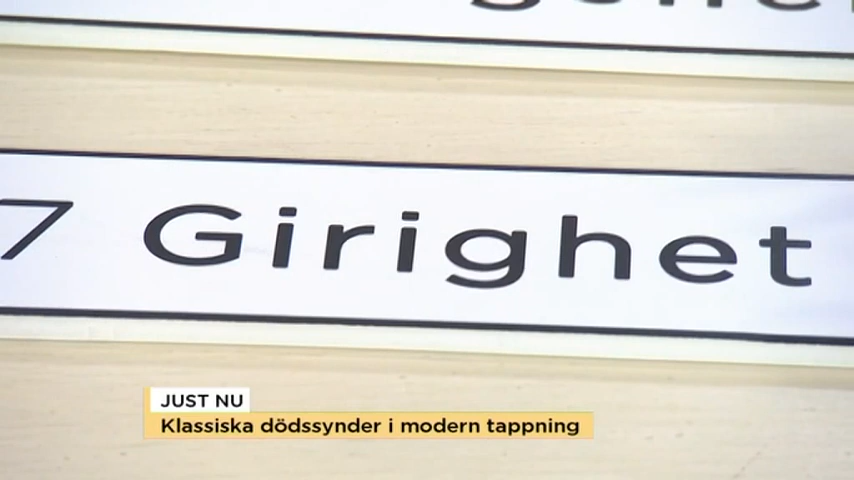 7 Girighet
JUST NU
Klassiska dödssynder i modern tappning